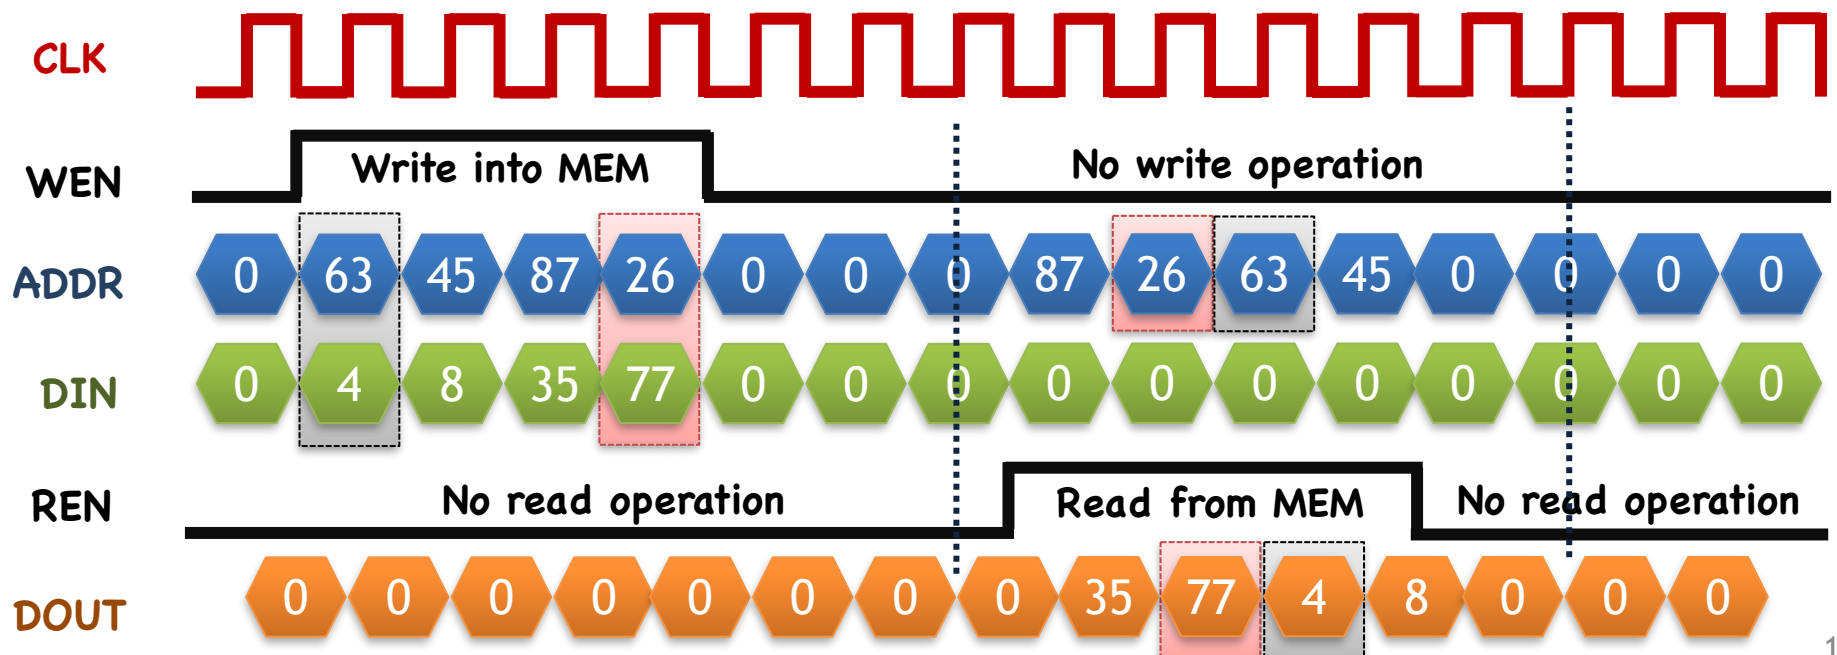 CLK
WEN Write into MEM No write operation
ADDR 0 63 45 87 26 0 0 0 87 26 63 45 0 0 0 0
DIN 0 4 8 35 77 0 0 0 0 0 0 0 0 0 0 0
REN No read operation Read from MEM No read operation
DOUT 0 0 0 0 0 0 0 0 35 77 4 8 0 0 0
1